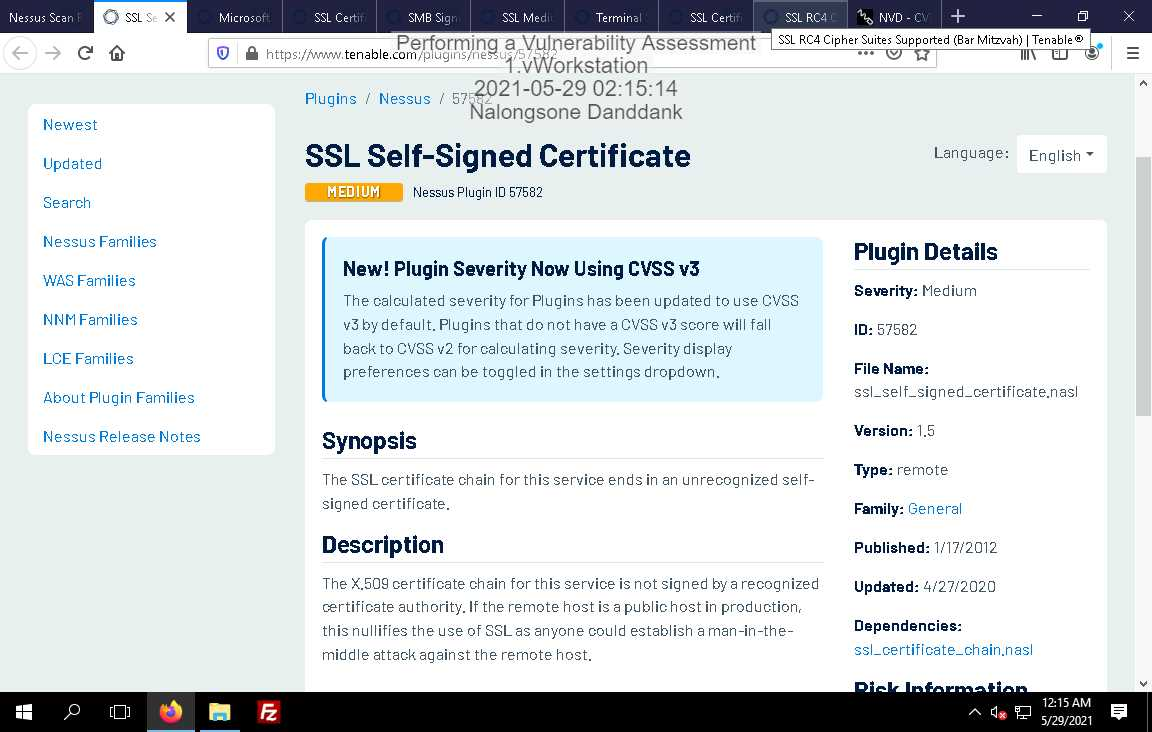 Nessus Scan R
SSL Se
Microsoft
SSL Certif
SMB Sign
SSL Medi
Terminal
SSL Certif
SSL RC4 C
NVD - CV
SSL RC4 Cipher Suites Supported (Bar Mitzvah) | Tenable®
https://www.tenable.com/plugins/nessus/57582
Performing a Vulnerability Assessment
1.vWorkstation
2021-05-29 02:15:14
Nalongsone Danddank
Plugins / Nessus / 57582
Newest
Updated
Search
Nessus Families
WAS Families
NNM Families
LCE Families
About Plugin Families
Nessus Release Notes
SSL Self-Signed Certificate
Language: English
MEDIUM Nessus Plugin ID 57582
New! Plugin Severity Now Using CVSS v3
The calculated severity for Plugins has been updated to use CVSS
v3 by default. Plugins that do not have a CVSS v3 score will fall
back to CVSS v2 for calculating severity. Severity display
preferences can be toggled in the settings dropdown.
Synopsis
The SSL certificate chain for this service ends in an unrecognized self-
signed certificate.
Description
The X.509 certificate chain for this service is not signed by a recognized
certificate authority. If the remote host is a public host in production,
this nullifies the use of SSL as anyone could establish a man-in-the-
middle attack against the remote host.
Plugin Details
Severity: Medium
ID: 57582
File Name:
ssl_self_signed_certificate.nasl
Version: 1.5
Type: remote
Family: General
Published: 1/17/2012
Updated: 4/27/2020
Dependencies:
ssl_certificate_chain.nasl
Risk Information
12:15 AM
5/29/2021